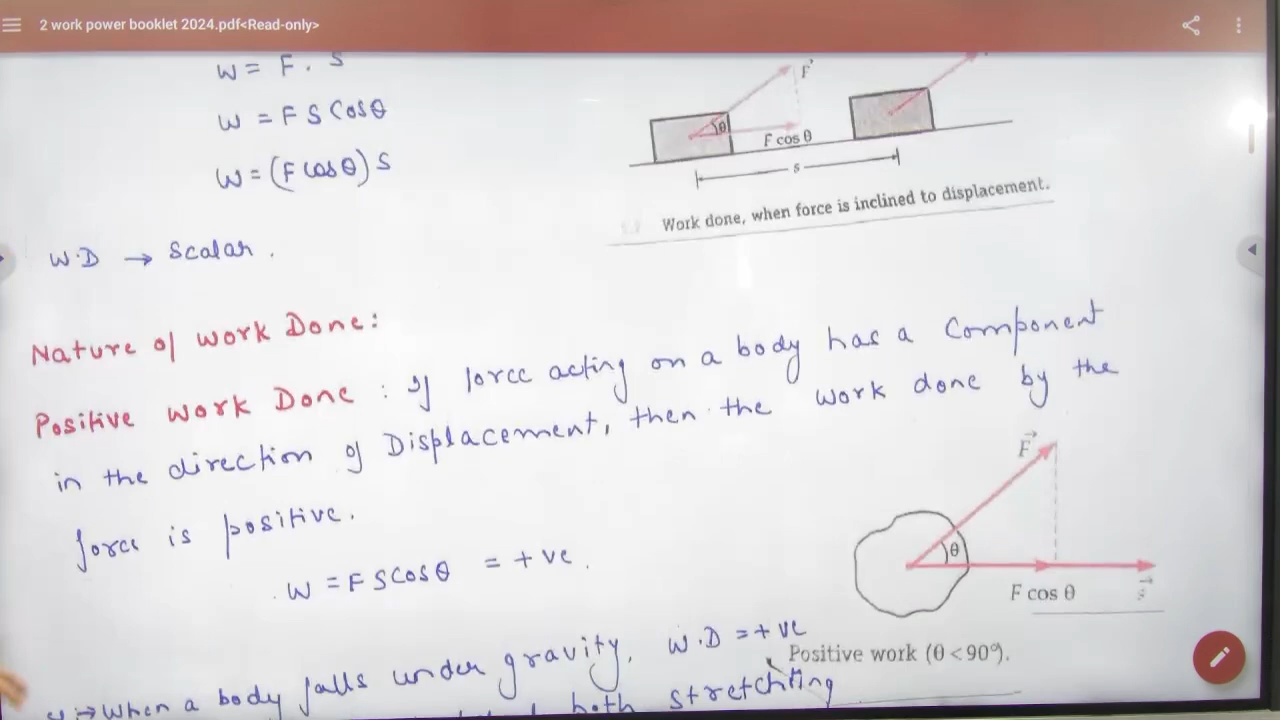 2 work power booklet 2024.pdf<Read-only>
W = F . S
W = F S Cosθ
W = (F Cosθ) S
F
θ
F cos θ
s
Work done, when force is inclined to displacement.
W.D → Scalar.
Nature of Work Done:
Positive Work Done : If force acting on a body has a Component
in the direction of Displacement, then the work done by the
force is positive.
W = F S Cosθ = +ve.
F
θ
F cos θ
s
Positive work (θ < 90°).
When a body falls under gravity, W.D = +ve
both stretching